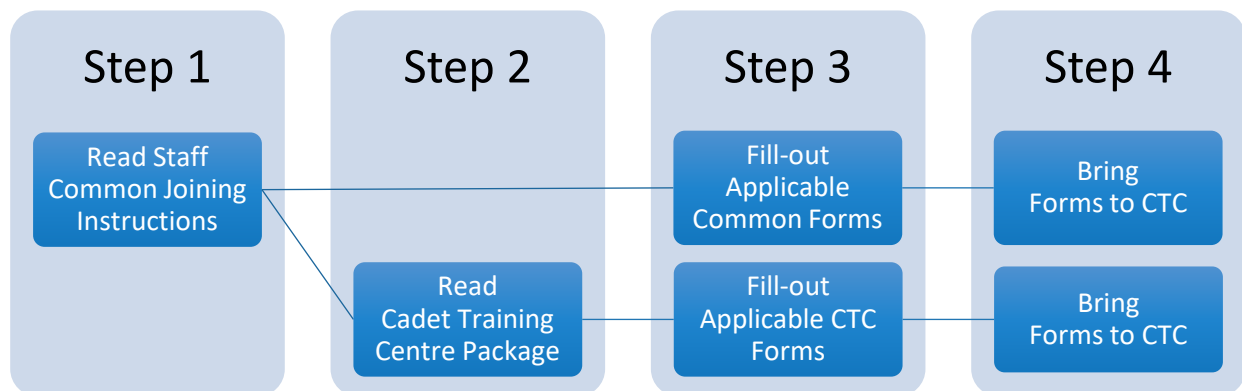 Step 1
Step 2
Step 3
Step 4
Read Staff
Common Joining
Instructions
Fill-out
Applicable
Common Forms
Bring
Forms to CTC
Read
Cadet Training
Centre Package
Fill-out
Applicable CTC
Forms
Bring
Forms to CTC